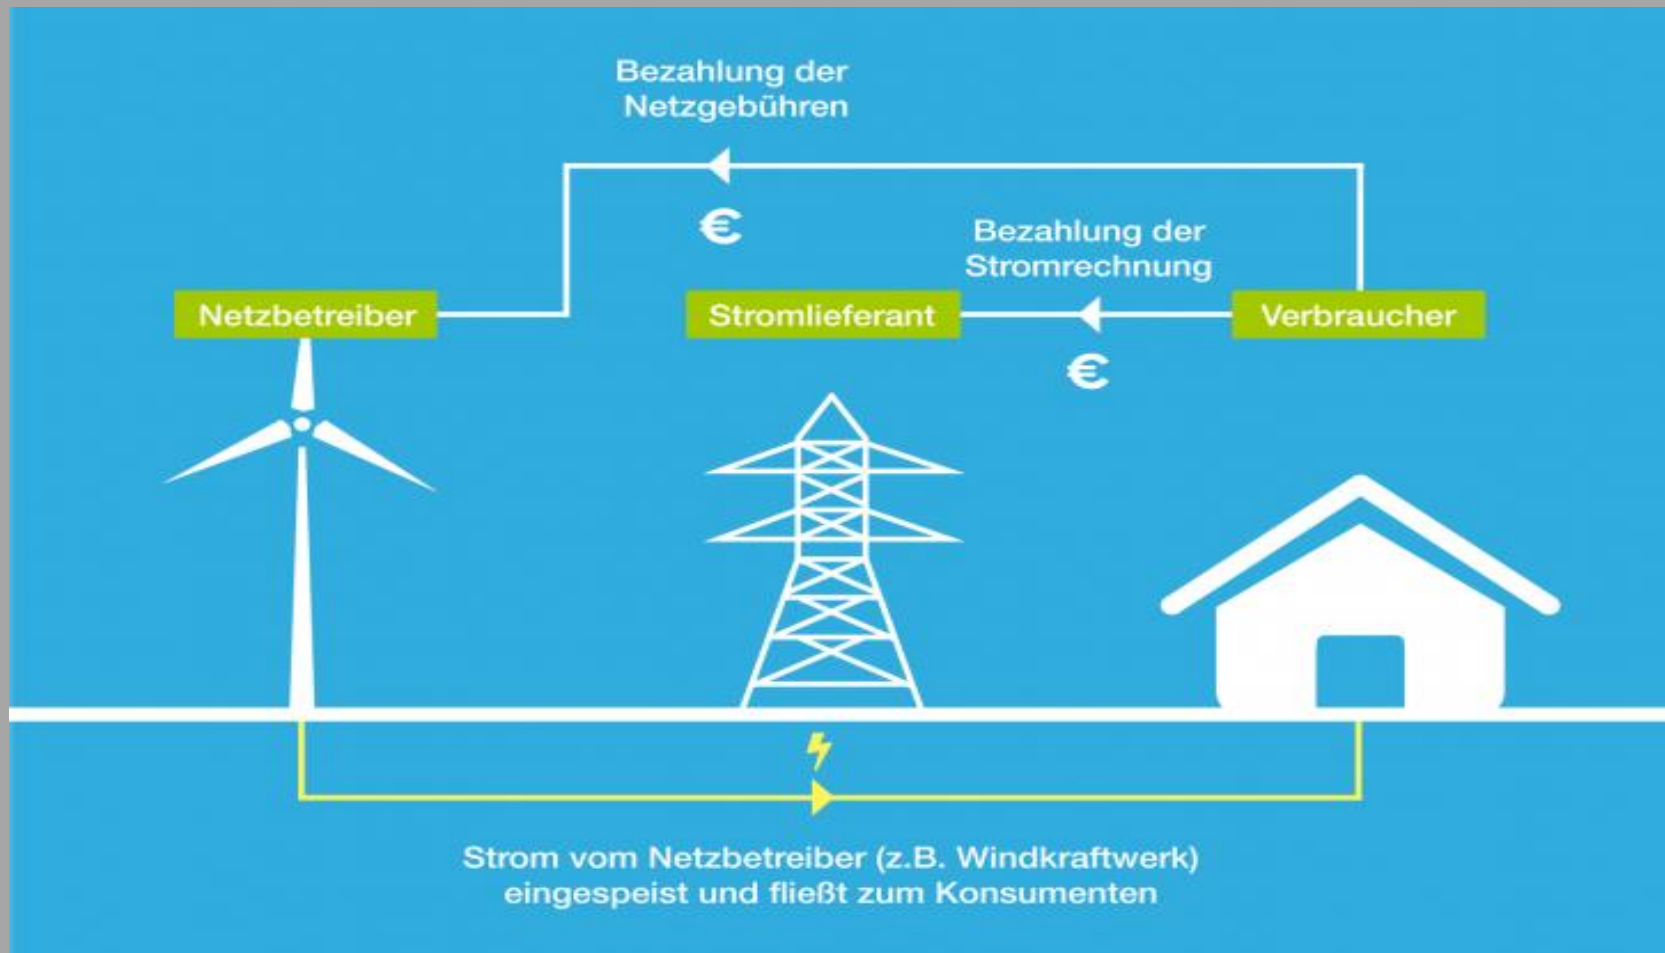 Bezahlung der
Netzgebühren
€
Bezahlung der
Stromrechnung
Netzbetreiber
Stromlieferant
Verbraucher
€
Strom vom Netzbetreiber (z.B. Windkraftwerk)
eingespeist und fließt zum Konsumenten